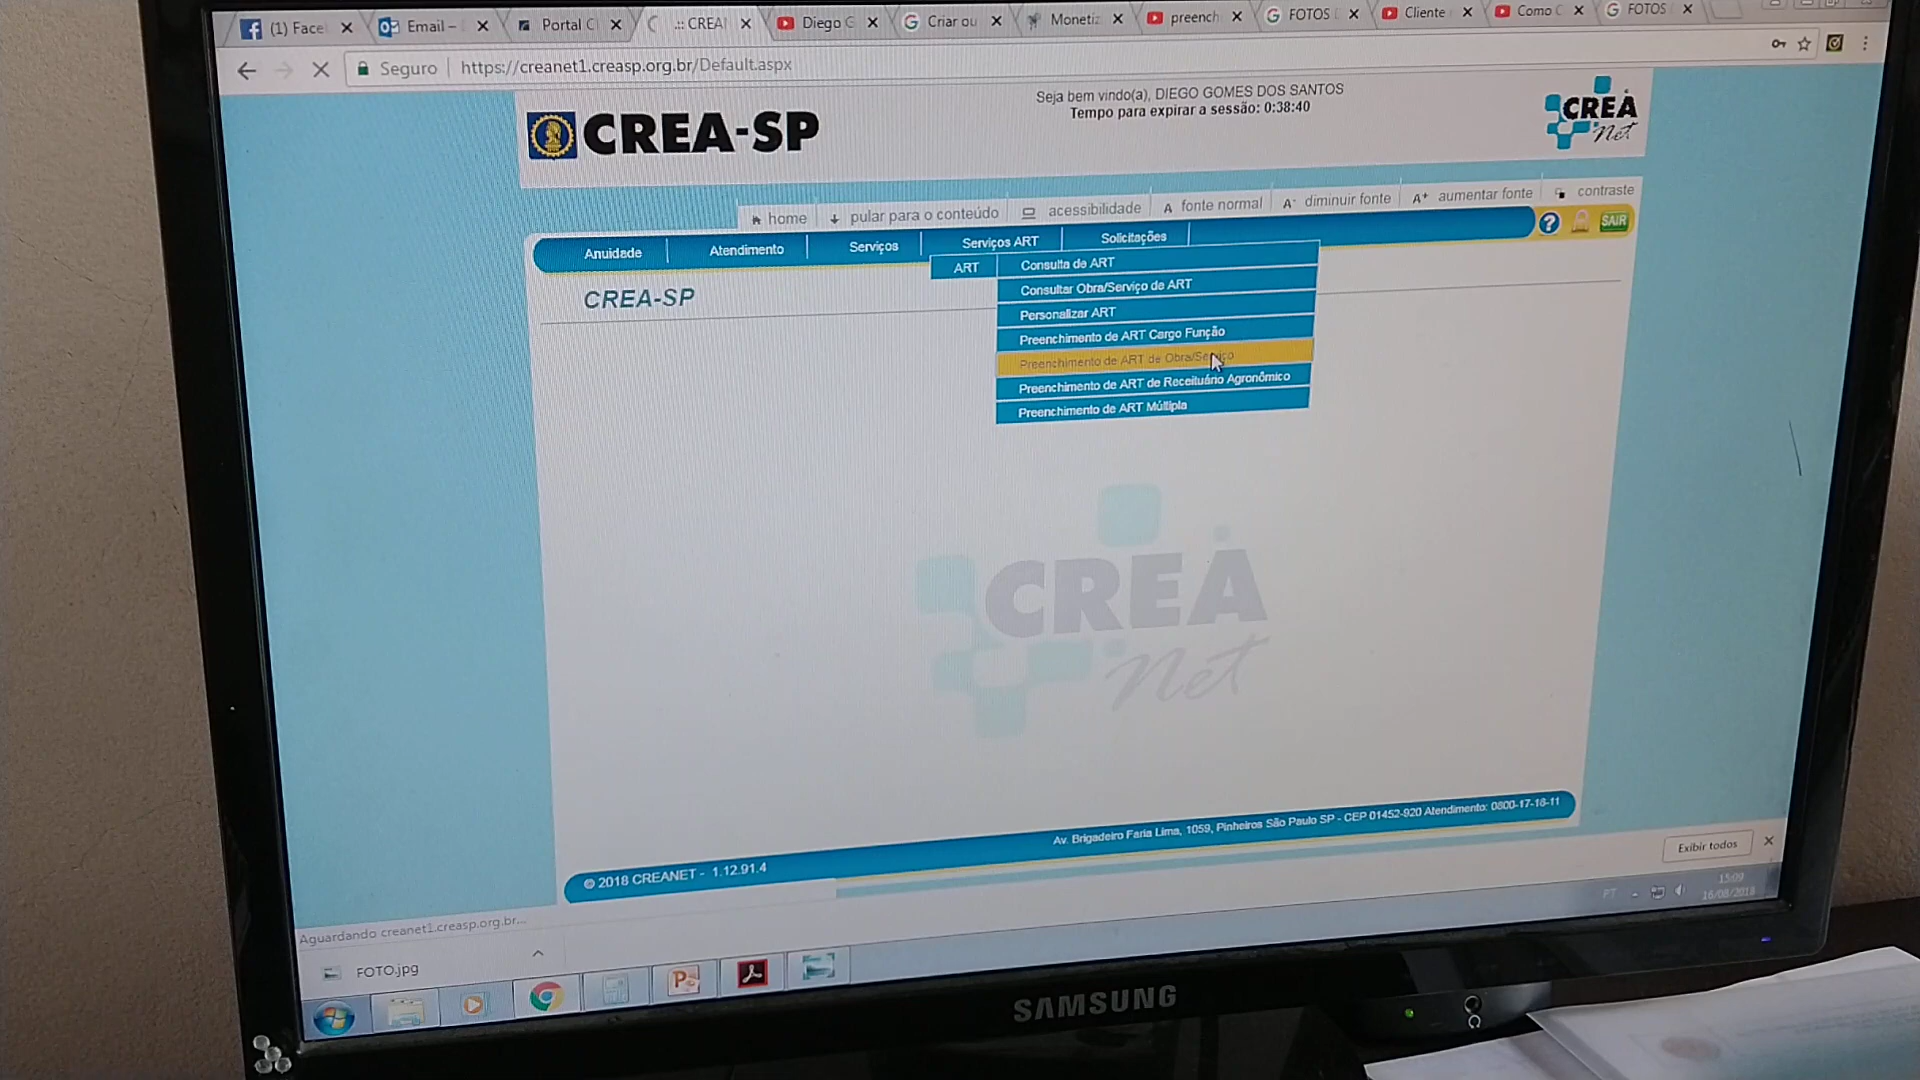 (1) Face
Email –
Portal C
.:: CREA
Diego G
Criar ou
Monetiz
preench
FOTOS
Cliente
Como C
FOTOS
Seguro
https://creanet1.creasp.org.br/Default.aspx
CREA-SP
Seja bem vindo(a), DIEGO GOMES DOS SANTOS
Tempo para expirar a sessão: 0:38:40
CREA
Net
home
pular para o conteúdo
acessibilidade
A fonte normal
A- diminuir fonte
A+ aumentar fonte
contraste
Anuidade
Atendimento
Serviços
Serviços ART
Solicitações
?
SAIR
ART
Consulta de ART
Consultar Obra/Serviço de ART
Personalizar ART
Preenchimento de ART Cargo Função
Preenchimento de ART de Obra/Serviço
Preenchimento de ART de Receituário Agronômico
Preenchimento de ART Múltipla
CREA-SP
CREA
Net
Av. Brigadeiro Faria Lima, 1059, Pinheiros São Paulo SP - CEP 01452-920 Atendimento: 0800-17-18-11
© 2018 CREANET - 1.12.91.4
Exibir todos
Aguardando creanet1.creasp.org.br...
FOTO.jpg
PT
15:09
16/08/2018
SAMSUNG